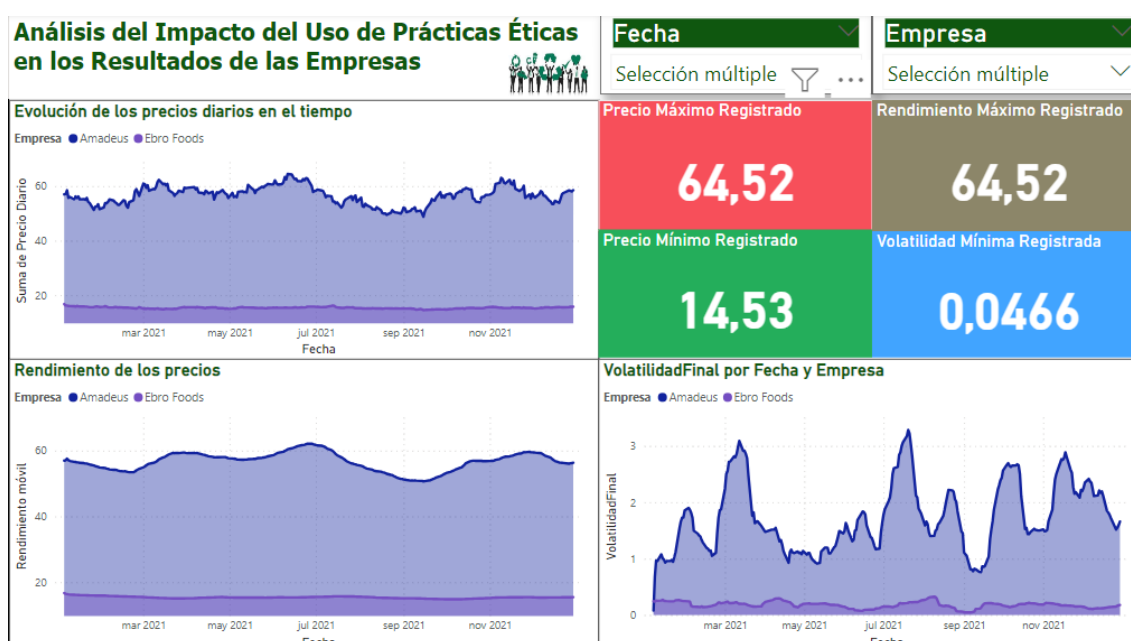 Análisis del Impacto del Uso de Prácticas Éticas
en los Resultados de las Empresas
Fecha
Selección múltiple
Empresa
Selección múltiple
Evolución de los precios diarios en el tiempo
Empresa Amadeus Ebro Foods
Suma de Precio Diario
60
40
20
mar 2021 may 2021 jul 2021 sep 2021 nov 2021
Fecha
Precio Máximo Registrado
64,52
Rendimiento Máximo Registrado
64,52
Precio Mínimo Registrado
14,53
Volatilidad Mínima Registrada
0,0466
Rendimiento de los precios
Empresa Amadeus Ebro Foods
Rendimiento móvil
60
40
20
mar 2021 may 2021 jul 2021 sep 2021 nov 2021
Fecha
VolatilidadFinal por Fecha y Empresa
Empresa Amadeus Ebro Foods
VolatilidadFinal
3
2
1
0
mar 2021 may 2021 jul 2021 sep 2021 nov 2021
Fecha